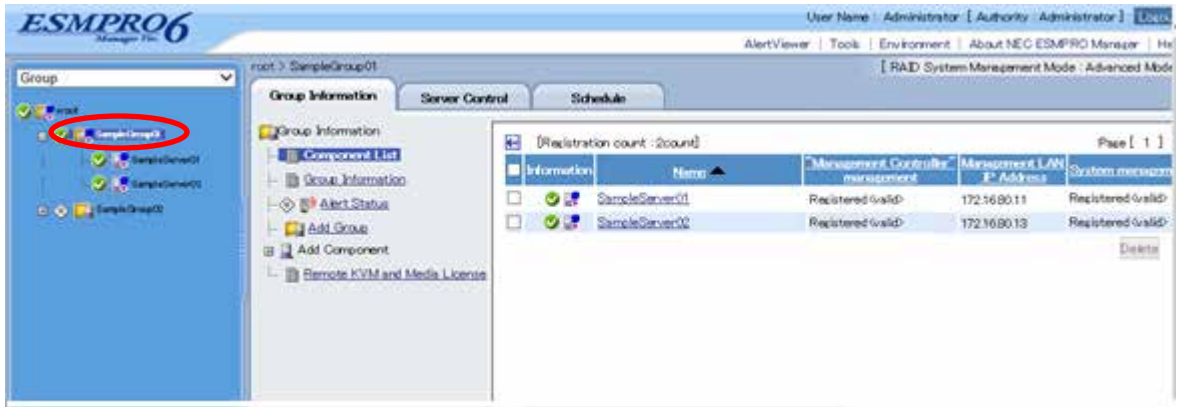 ESMPRO6
Manager
User Name : Administrator [ Authority : Administrator ]
AlertViewer | Tools | Environment | About NEC ESMPRO Manager | He
Group
root > SampleGroup01
[ RAID System Management Mode : Advanced Mode
Group Information
Server Control
Schedule
root
SampleGroup01
SampleServer01
SampleServer02
SampleGroup02
Group Information
Component List
Group Information
Alert Status
Add Group
Add Component
Remote KVM and Media License
[Registration count : 2count]
Page [ 1 ]
Information
Name
"Management Controller" management
Management LAN IP Address
System managem
SampleServer01
Registered (valid)
172.16.80.11
Registered (valid)
SampleServer02
Registered (valid)
172.16.80.13
Registered (valid)
Delete